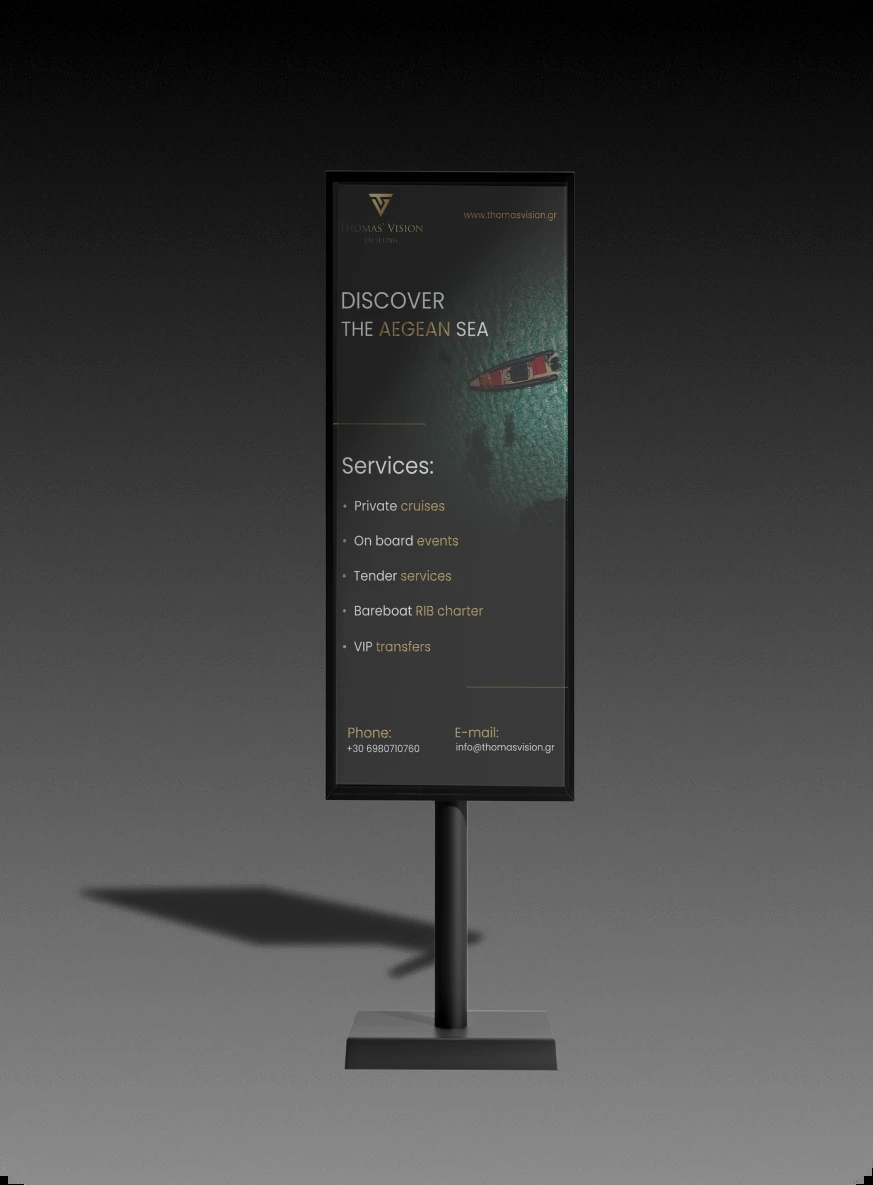 THOMAS' VISION
YACHTING
www.thomasvision.gr
DISCOVER
THE AEGEAN SEA
Services:
• Private cruises
• On board events
• Tender services
• Bareboat RIB charter
• VIP transfers
Phone:
+30 6980710760
E-mail:
info@thomasvision.gr